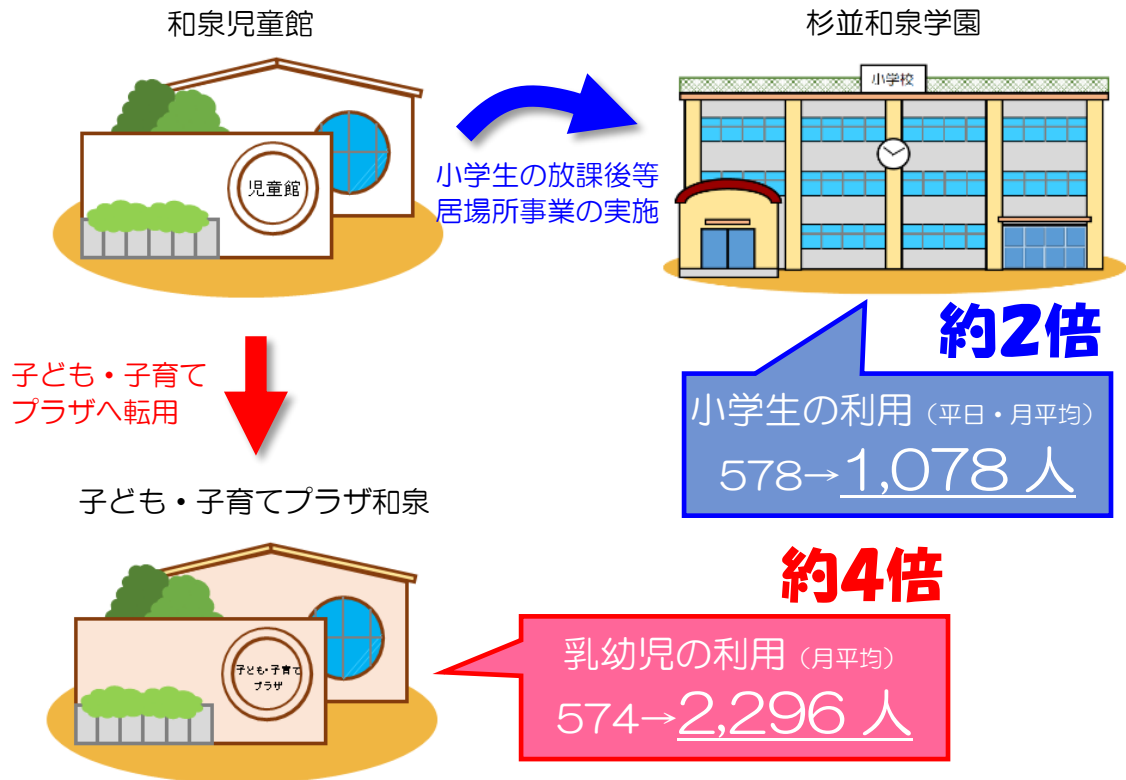 和泉児童館
杉並和泉学園
児童館
小学校
小学生の放課後等
居場所事業の実施
子ども・子育て
プラザへ転用
約2倍
小学生の利用（平日・月平均）
578→1,078 人
子ども・子育てプラザ和泉
子ども・子育て
プラザ
約4倍
乳幼児の利用（月平均）
574→2,296 人